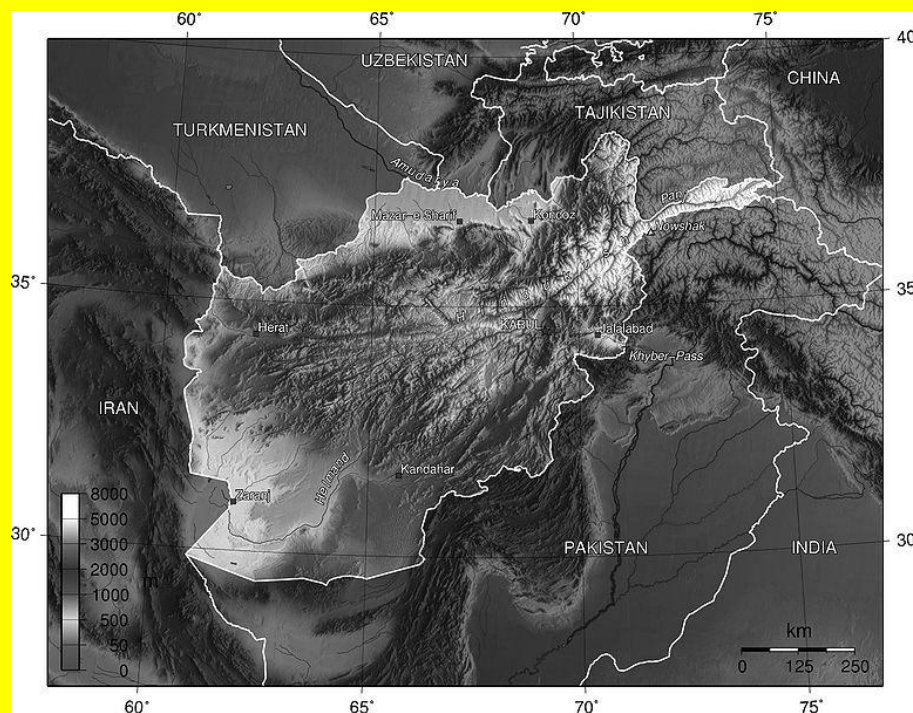 60° 65° 70° 75°
40
UZBEKISTAN
CHINA
TAJIKISTAN
TURKMENISTAN
Amudarya
Mazar-e Sharif
Kondoz
Nowshak
35° 35
Herat
KABUL
Jalalabad
Khyber-Pass
IRAN
Kandahar
Helmand
Zaranj
8000
5000
3000
2000
1000
500
50
0
m
30° 30
PAKISTAN
INDIA
km
0 125 250
60° 65° 70° 75°